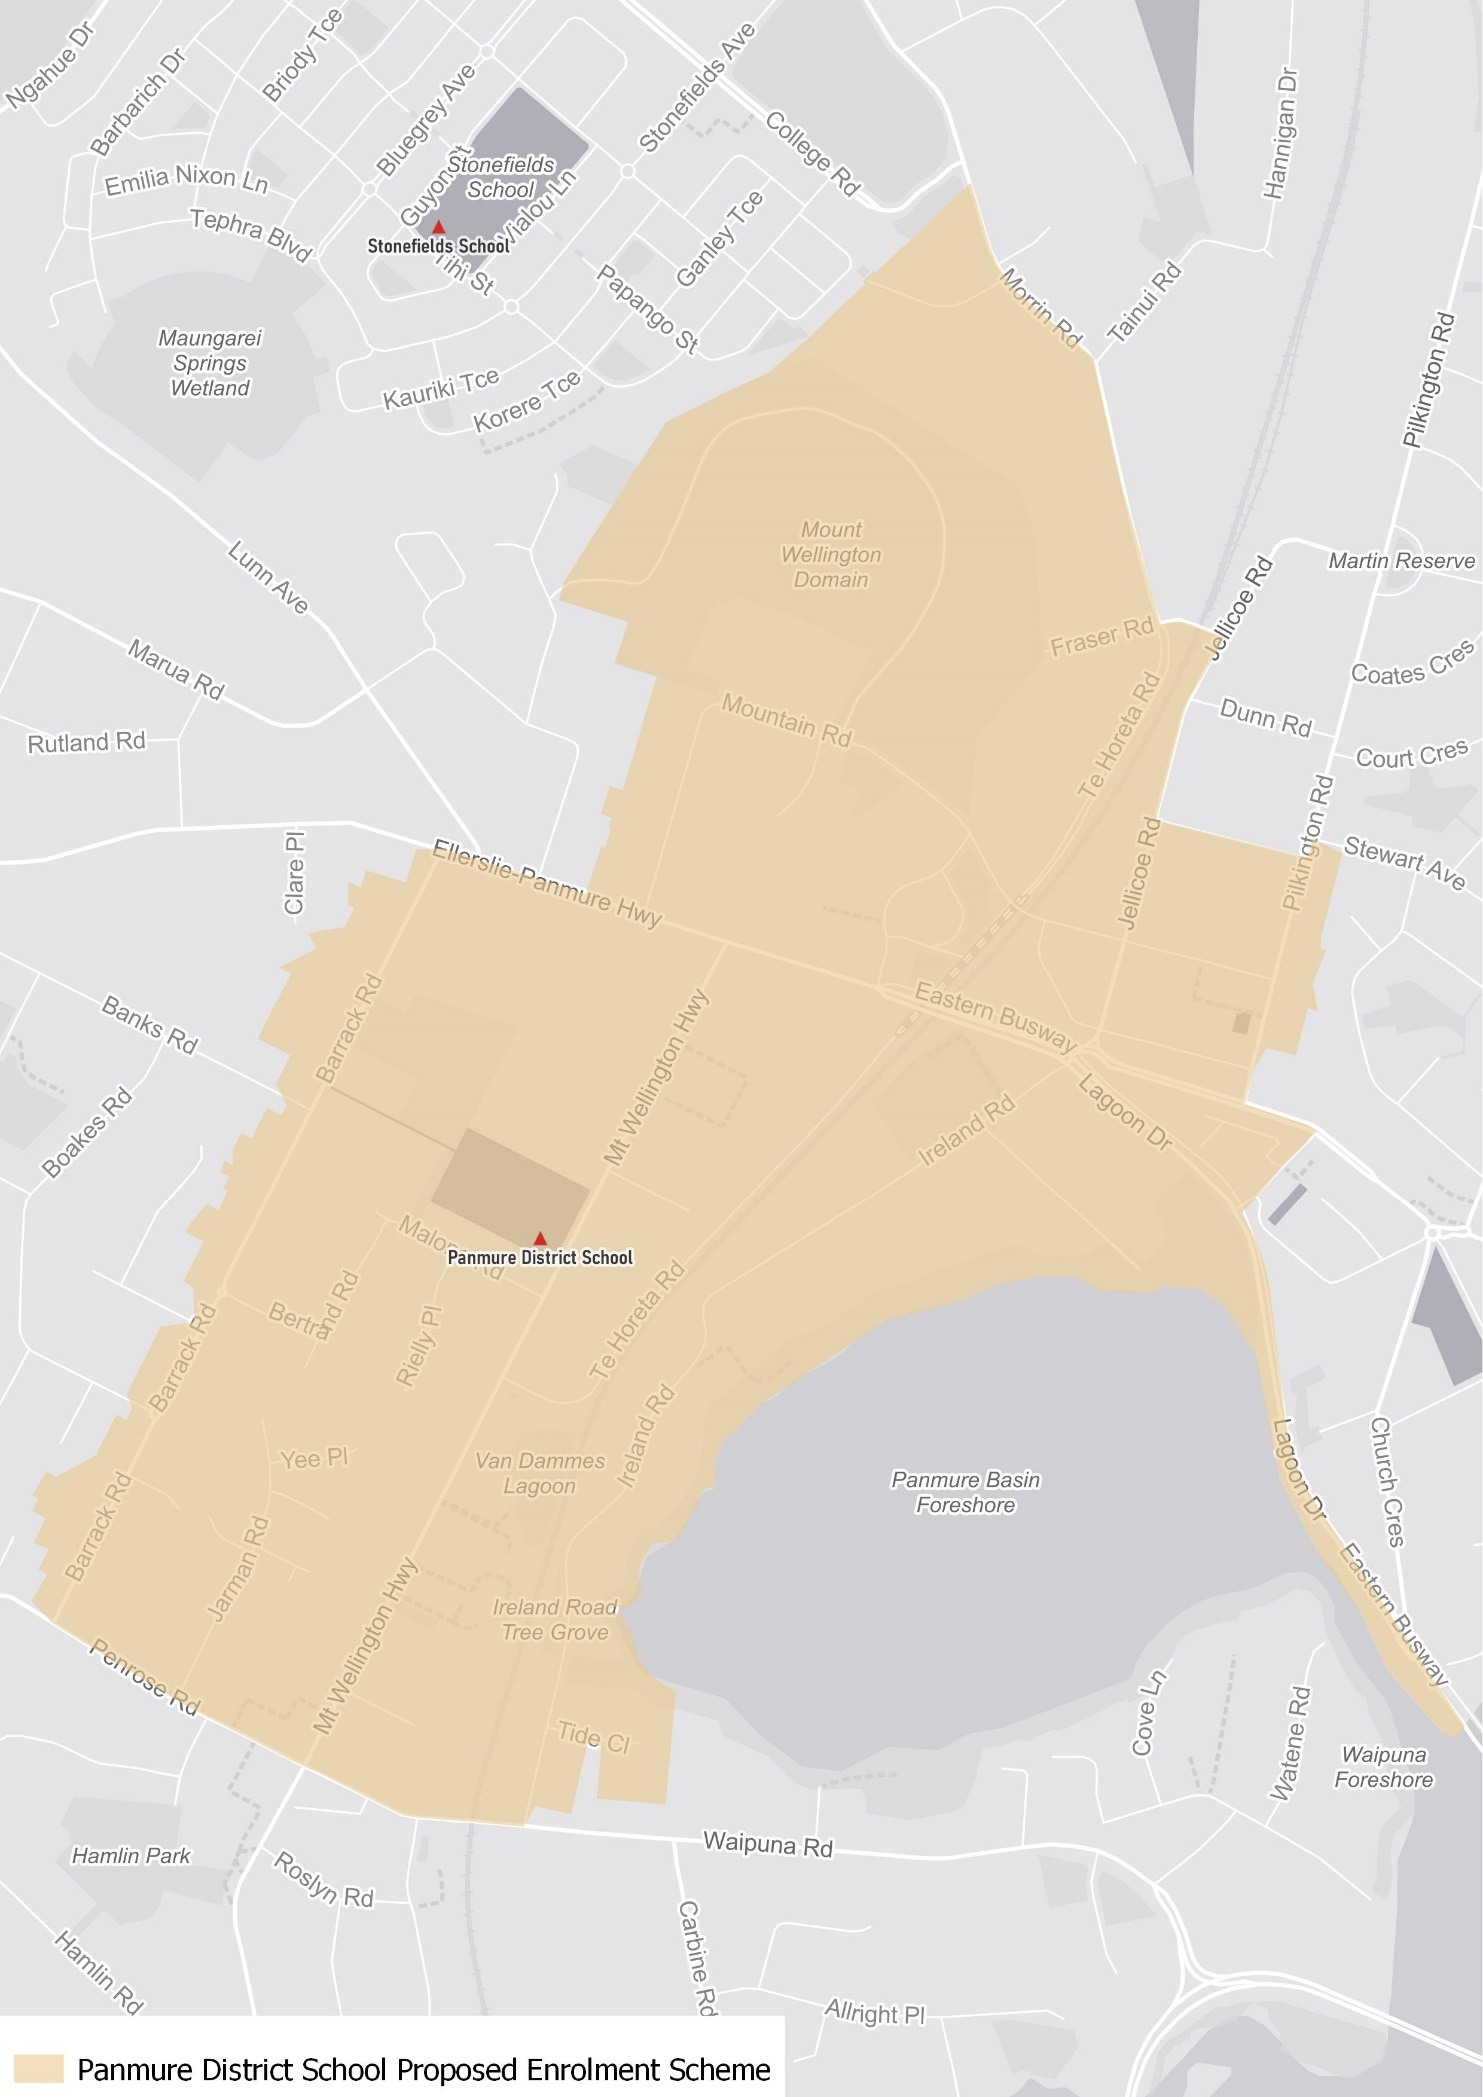 Ngahue Dr
Barbarich Dr
Briody Tce
Bluegrey Ave
Stonefields Ave
College Rd
Hannigan Dr
Emilia Nixon Ln
Guyon St
Stonefields
School
Vialou Ln
Tephra Blvd
Stonefields School
Tihi St
Ganley Tce
Papango St
Morrin Rd
Tainui Rd
Pilkington Rd
Maungarei
Springs
Wetland
Kauriki Tce
Korere Tce
Mount
Wellington
Domain
Lunn Ave
Jellicoe Rd
Martin Reserve
Fraser Rd
Marua Rd
Coates Cres
Mountain Rd
Te Horeta Rd
Dunn Rd
Rutland Rd
Court Cres
Pilkington Rd
Clare Pl
Ellerslie-Panmure Hwy
Jellicoe Rd
Stewart Ave
Banks Rd
Barrack Rd
Mt Wellington Hwy
Eastern Busway
Boakes Rd
Ireland Rd
Lagoon Dr
Malone Rd
Panmure District School
Bertrand Rd
Rielly Pl
Te Horeta Rd
Barrack Rd
Yee Pl
Van Dammes
Lagoon
Ireland Rd
Panmure Basin
Foreshore
Lagoon Dr
Church Cres
Barrack Rd
Jarman Rd
Mt Wellington Hwy
Ireland Road
Tree Grove
Eastern Busway
Penrose Rd
Tide Cl
Cove Ln
Watene Rd
Waipuna
Foreshore
Hamlin Park
Waipuna Rd
Roslyn Rd
Carbine Rd
Hamlin Rd
Allright Pl
Panmure District School Proposed Enrolment Scheme